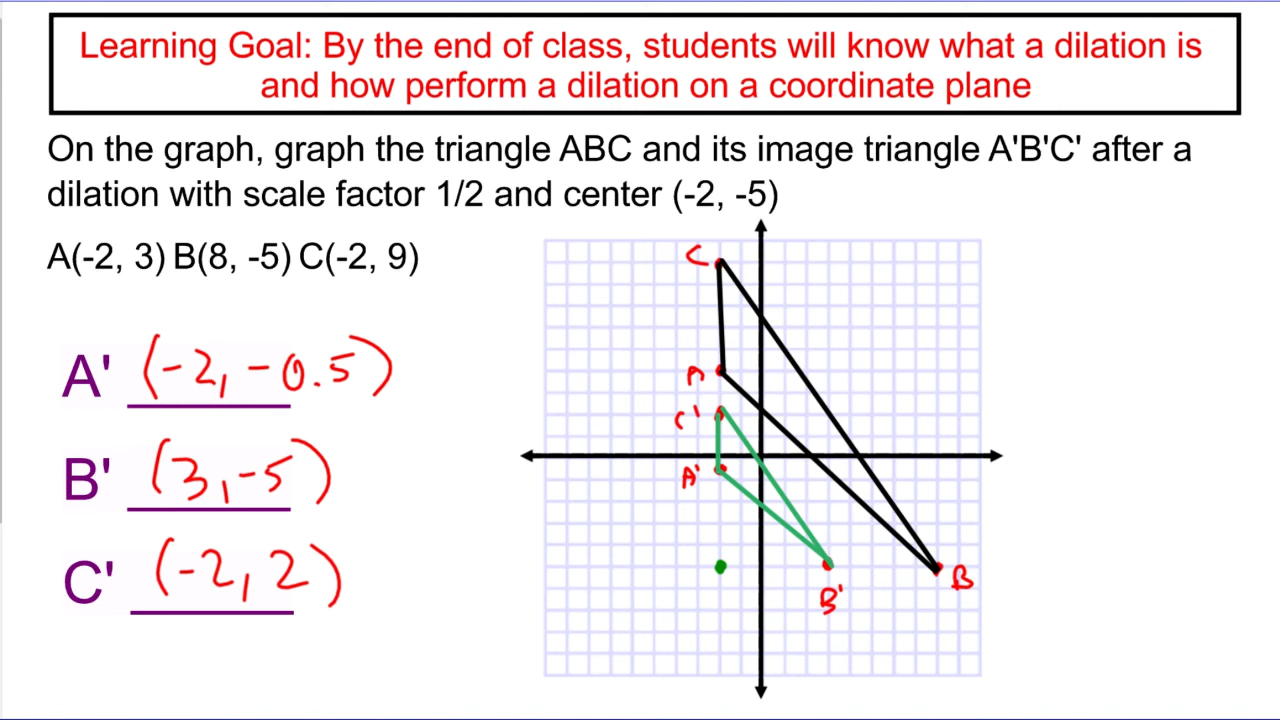 Learning Goal: By the end of class, students will know what a dilation is
and how perform a dilation on a coordinate plane
On the graph, graph the triangle ABC and its image triangle A'B'C' after a
dilation with scale factor 1/2 and center (-2, -5)
A(-2, 3) B(8, -5) C(-2, 9)
A' (-2, -0.5)
B' (3, -5)
C' (-2, 2)
C
A
C'
A'
B'
B